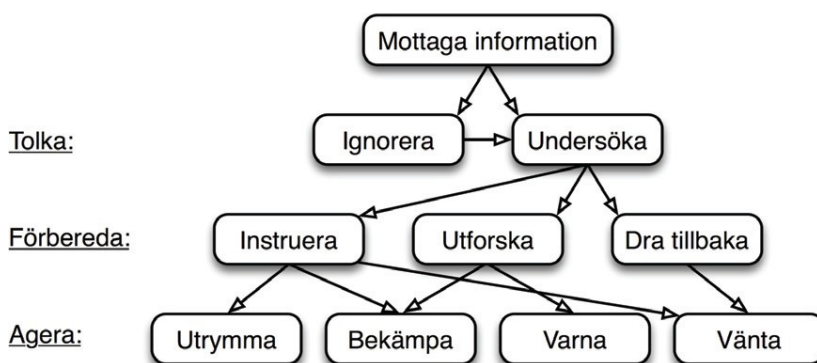 Mottaga information
Tolka:
Ignorera
Undersöka
Förbereda:
Instruera
Utforska
Dra tillbaka
Agera:
Utrymma
Bekämpa
Varna
Vänta